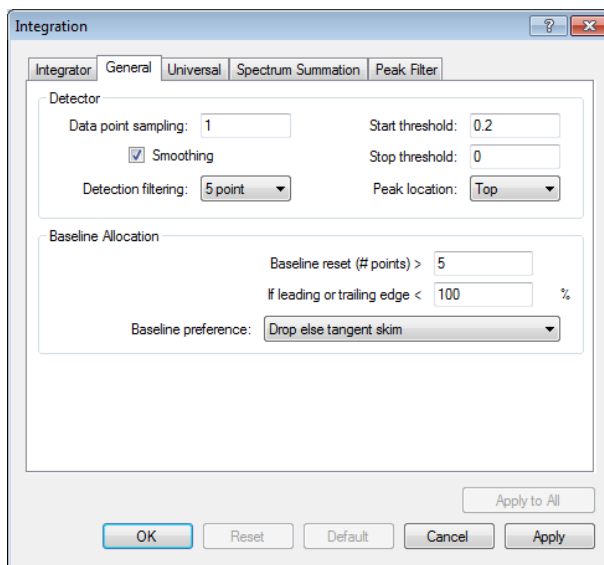 Integration
Integrator General Universal Spectrum Summation Peak Filter
Detector
Data point sampling: 1 Start threshold: 0.2
Smoothing Stop threshold: 0
Detection filtering: 5 point Peak location: Top
Baseline Allocation
Baseline reset (# points) > 5
If leading or trailing edge < 100 %
Baseline preference: Drop else tangent skim
Apply to All
OK Reset Default Cancel Apply